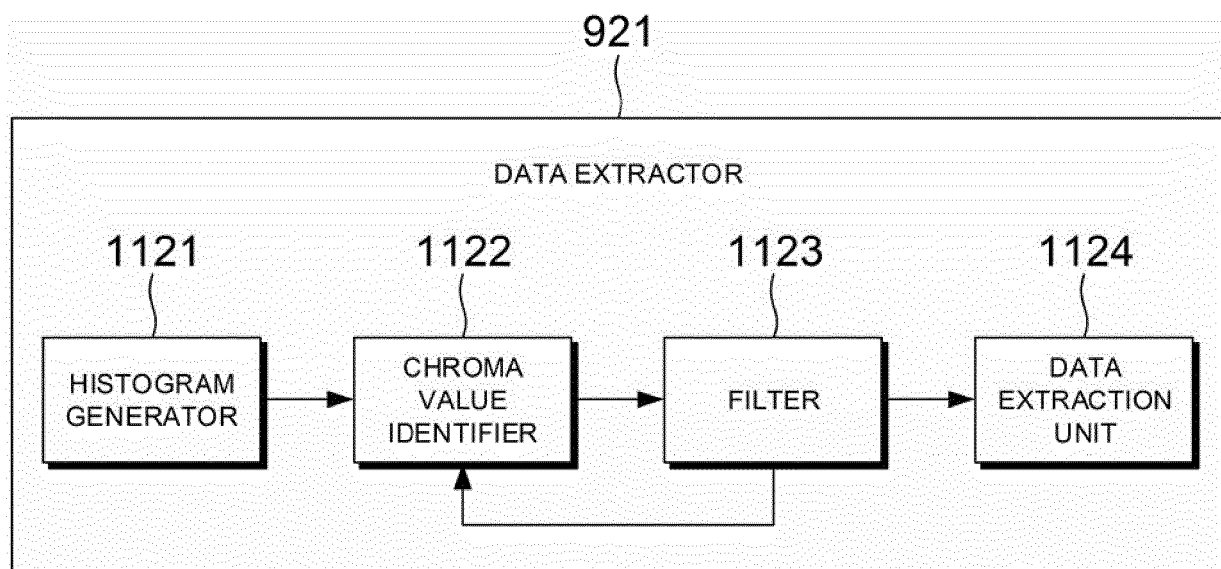 921
DATA EXTRACTOR
1121
1122
1123
1124
HISTOGRAM
GENERATOR
CHROMA
VALUE
IDENTIFIER
FILTER
DATA
EXTRACTION
UNIT